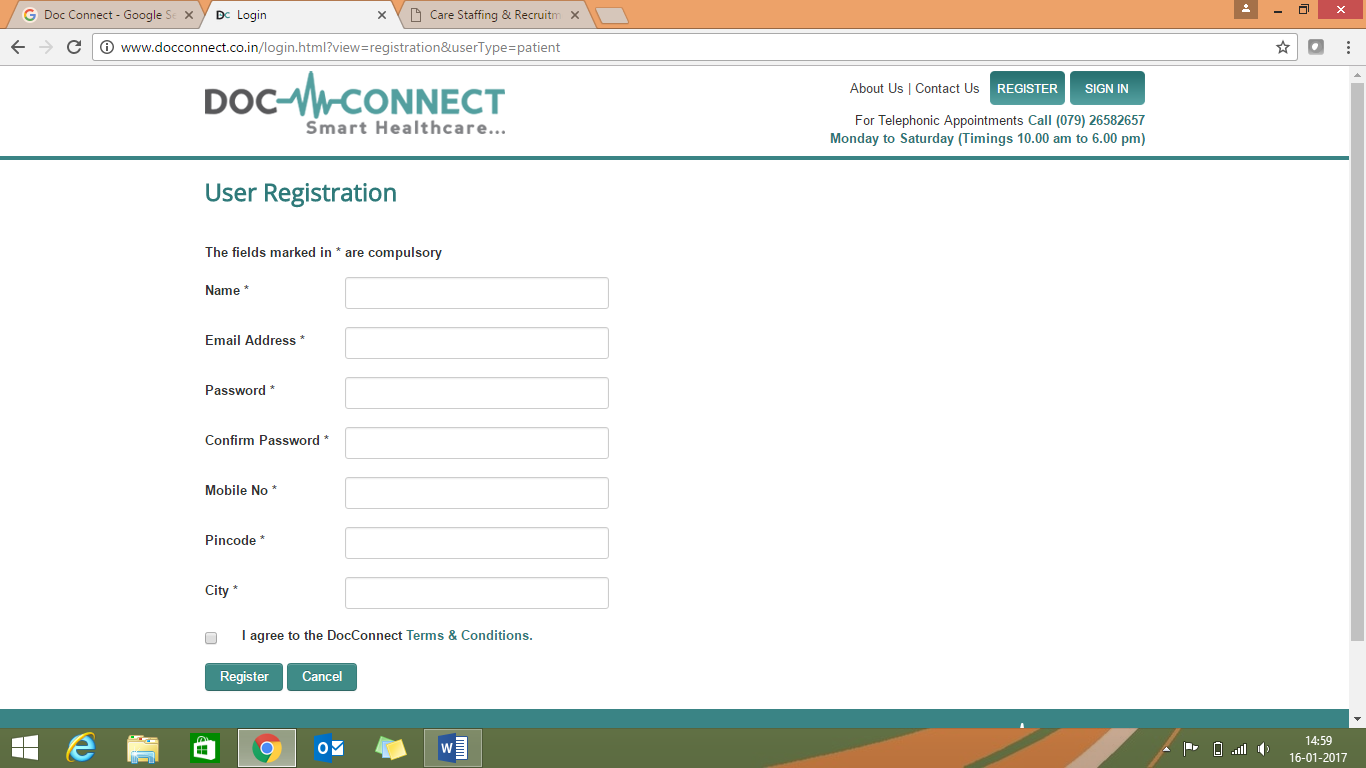 Doc Connect - Google Se
Login
Care Staffing & Recruitm
www.docconnect.co.in/login.html?view=registration&userType=patient
DOC CONNECT
Smart Healthcare...
About Us | Contact Us
REGISTER
SIGN IN
For Telephonic Appointments Call (079) 26582657
Monday to Saturday (Timings 10.00 am to 6.00 pm)
User Registration
The fields marked in * are compulsory
Name *
Email Address *
Password *
Confirm Password *
Mobile No *
Pincode *
City *
I agree to the DocConnect Terms & Conditions.
Register
Cancel
14:59
16-01-2017